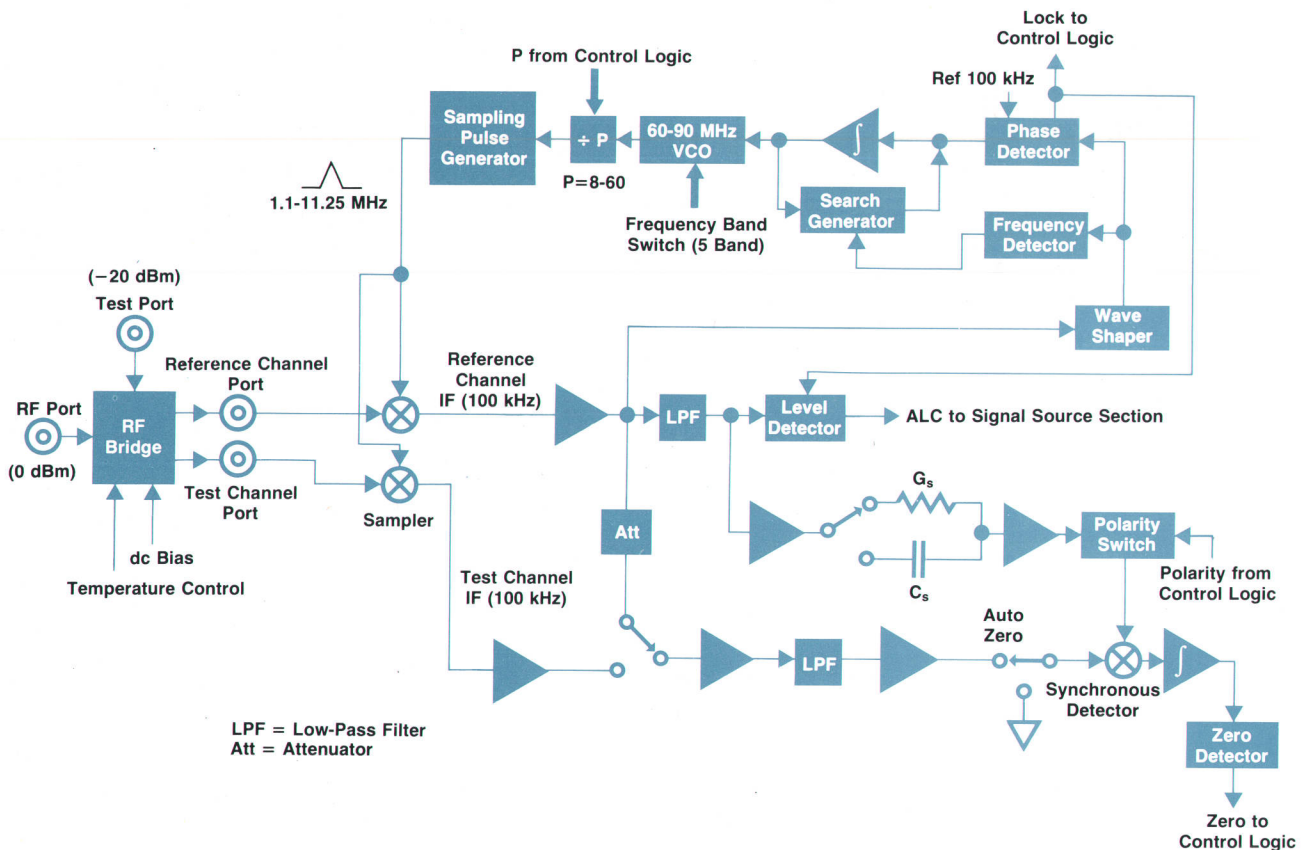 Lock to
Control Logic
P from Control Logic
Ref 100 kHz
Sampling
Pulse
Generator
÷ P
60-90 MHz
VCO
∫
Phase
Detector
P=8-60
1.1-11.25 MHz
Search
Generator
Frequency
Detector
Frequency Band
Switch (5 Band)
(−20 dBm)
Test Port
Wave
Shaper
Reference Channel
Port
Reference
Channel
IF (100 kHz)
RF Port
(0 dBm)
RF
Bridge
LPF
Level
Detector
ALC to Signal Source Section
Test Channel
Port
Sampler
Gs
Att
Polarity
Switch
dc Bias
Temperature Control
Test Channel
IF (100 kHz)
Cs
Polarity from
Control Logic
Auto
Zero
LPF
∫
Synchronous
Detector
LPF = Low-Pass Filter
Att = Attenuator
Zero
Detector
Zero to
Control Logic